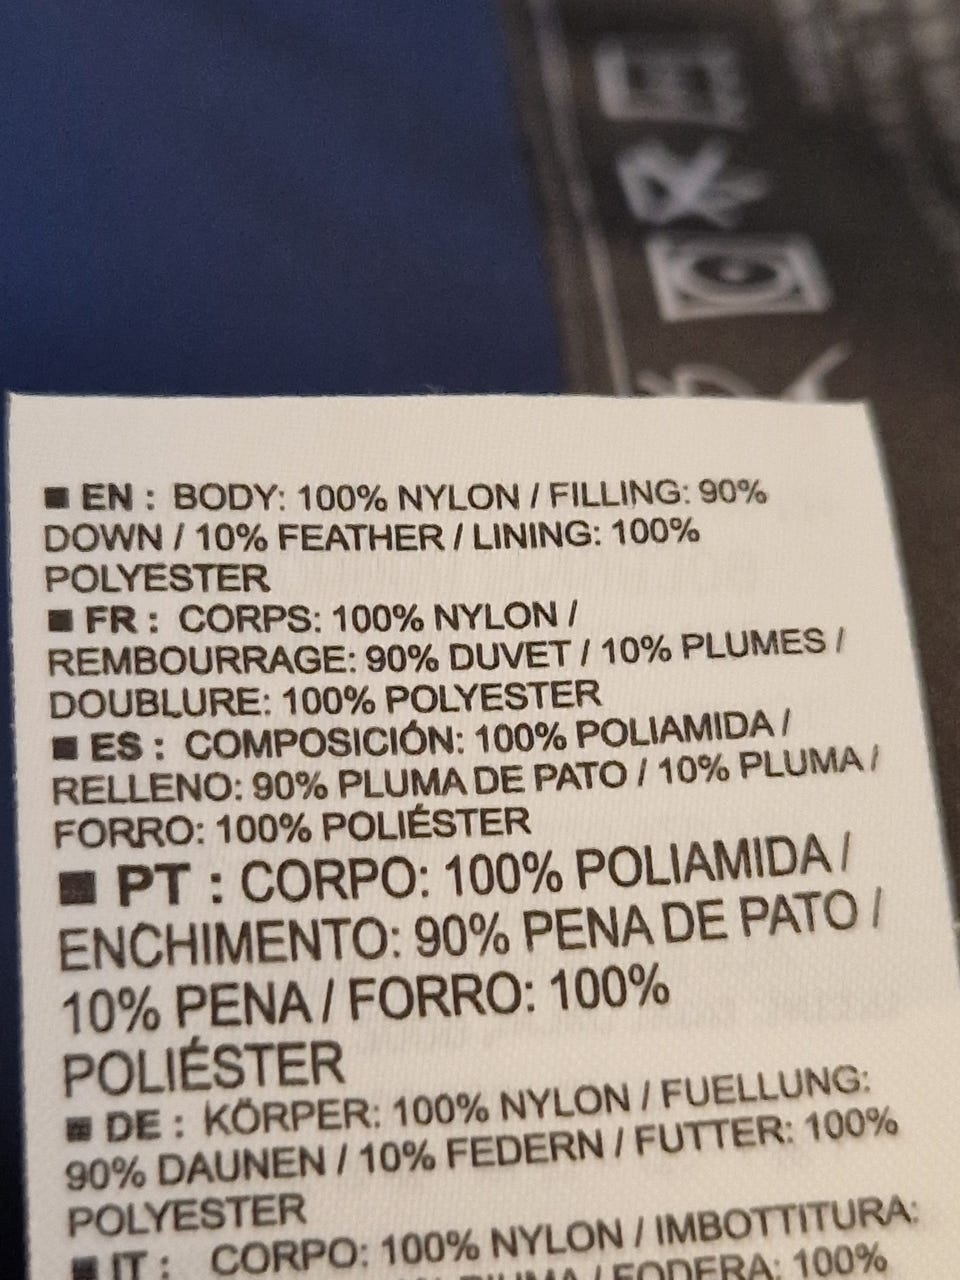 ■ EN : BODY: 100% NYLON / FILLING: 90%
DOWN / 10% FEATHER / LINING: 100%
POLYESTER
■ FR : CORPS: 100% NYLON /
REMBOURRAGE: 90% DUVET / 10% PLUMES /
DOUBLURE: 100% POLYESTER
■ ES : COMPOSICIÓN: 100% POLIAMIDA /
RELLENO: 90% PLUMA DE PATO / 10% PLUMA /
FORRO: 100% POLIÉSTER
■ PT : CORPO: 100% POLIAMIDA /
ENCHIMENTO: 90% PENA DE PATO /
10% PENA / FORRO: 100%
POLIÉSTER
■ DE : KÖRPER: 100% NYLON / FUELLUNG:
90% DAUNEN / 10% FEDERN / FUTTER: 100%
POLYESTER
■ IT : CORPO: 100% NYLON / IMBOTTITURA:
/ FODERA: 100%